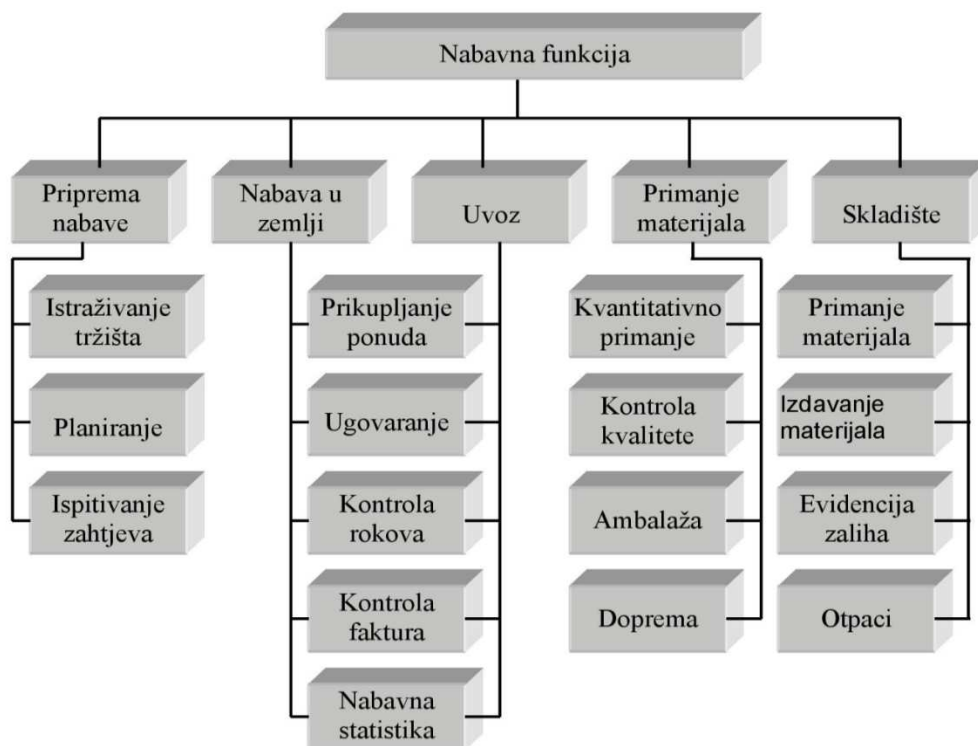 Nabavna funkcija
Priprema
nabave
Nabava u
zemlji
Uvoz
Primanje
materijala
Skladište
Istraživanje
tržišta
Planiranje
Ispitivanje
zahtjeva
Prikupljanje
ponuda
Ugovaranje
Kontrola
rokova
Kontrola
faktura
Nabavna
statistika
Kvantitativno
primanje
Kontrola
kvalitete
Ambalaža
Doprema
Primanje
materijala
Izdavanje
materijala
Evidencija
zaliha
Otpaci